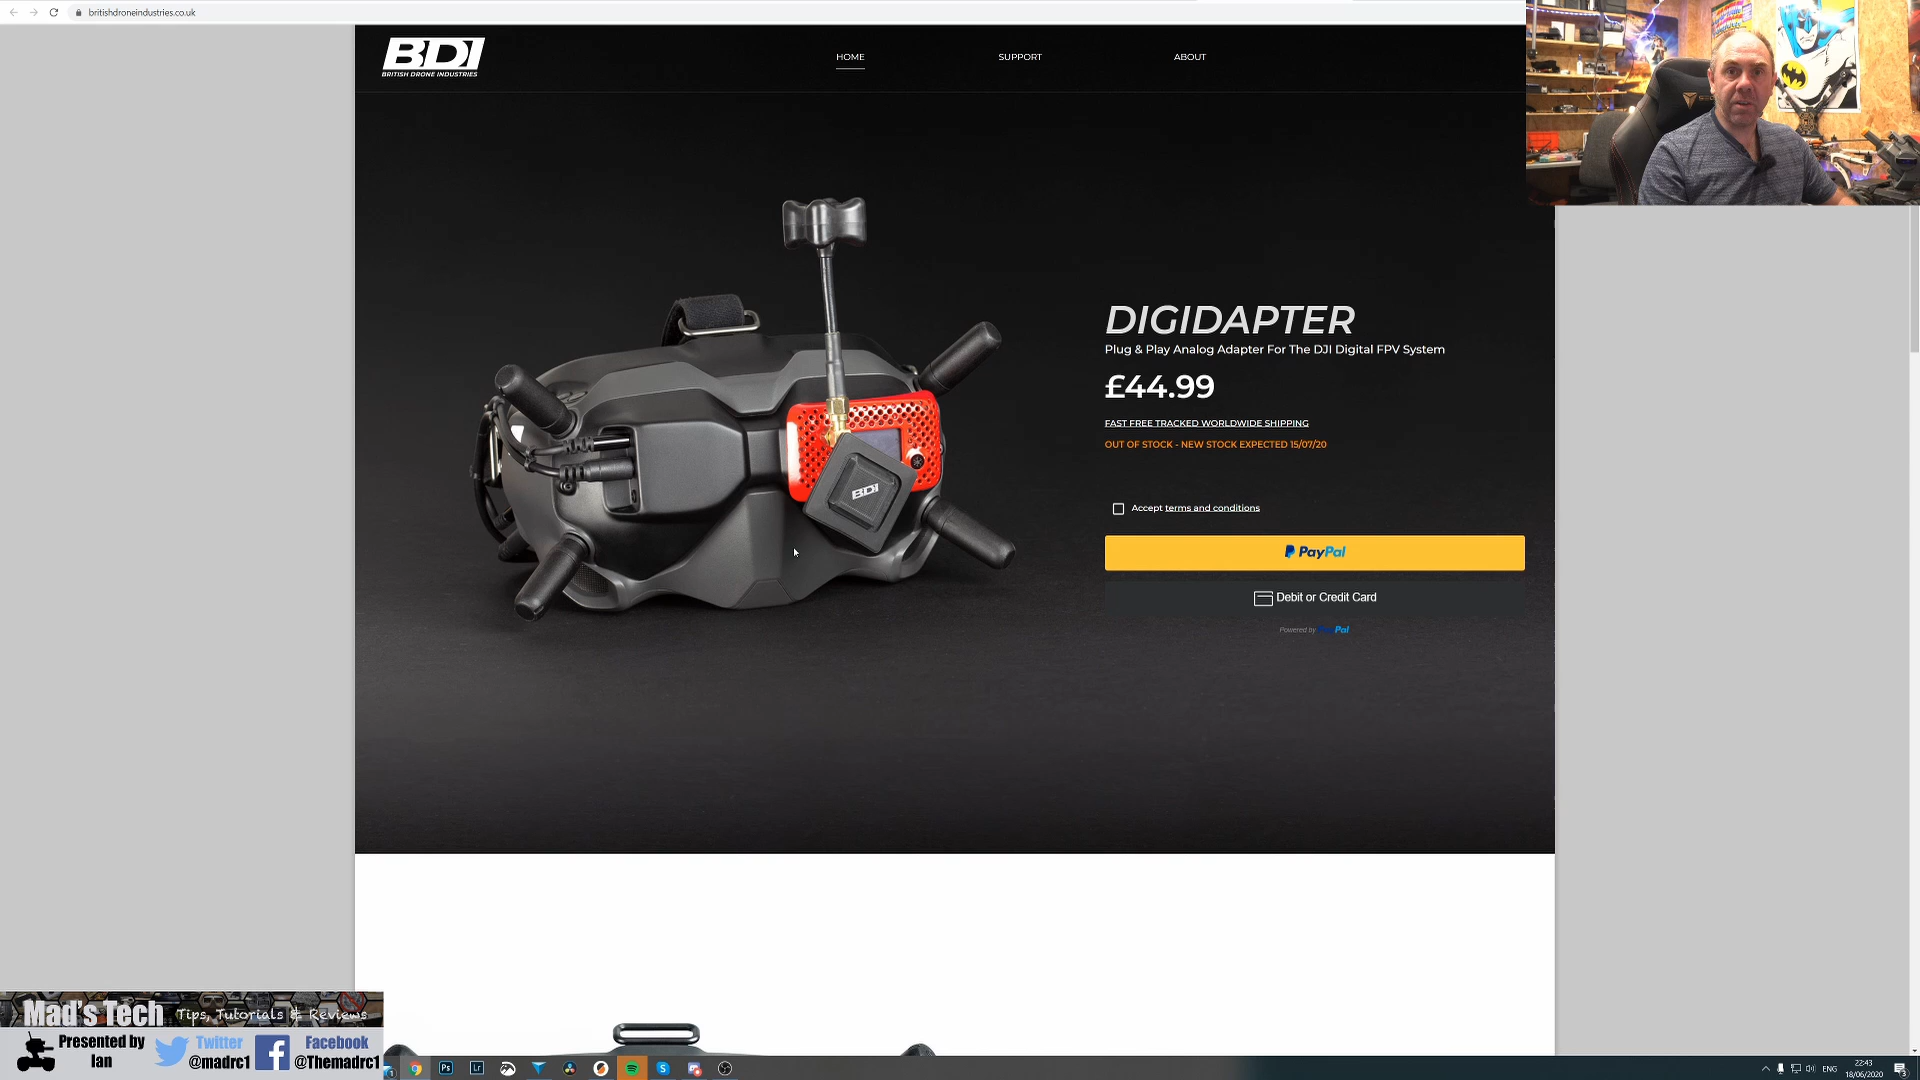 britishdroneindustries.co.uk
BDI
BRITISH DRONE INDUSTRIES
HOME
SUPPORT
ABOUT
BDI
DIGIDAPTER
Plug & Play Analog Adapter For The DJI Digital FPV System
£44.99
FAST FREE TRACKED WORLDWIDE SHIPPING
OUT OF STOCK - NEW STOCK EXPECTED 15/07/20
Accept terms and conditions
PayPal
Debit or Credit Card
Powered by PayPal
Mad's Tech Tips, Tutorials & Reviews
Presented by
Ian
Twitter
@madrc1
Facebook
@Themadrc1
Ps
Lr
S
ENG
22:43
18/06/2020